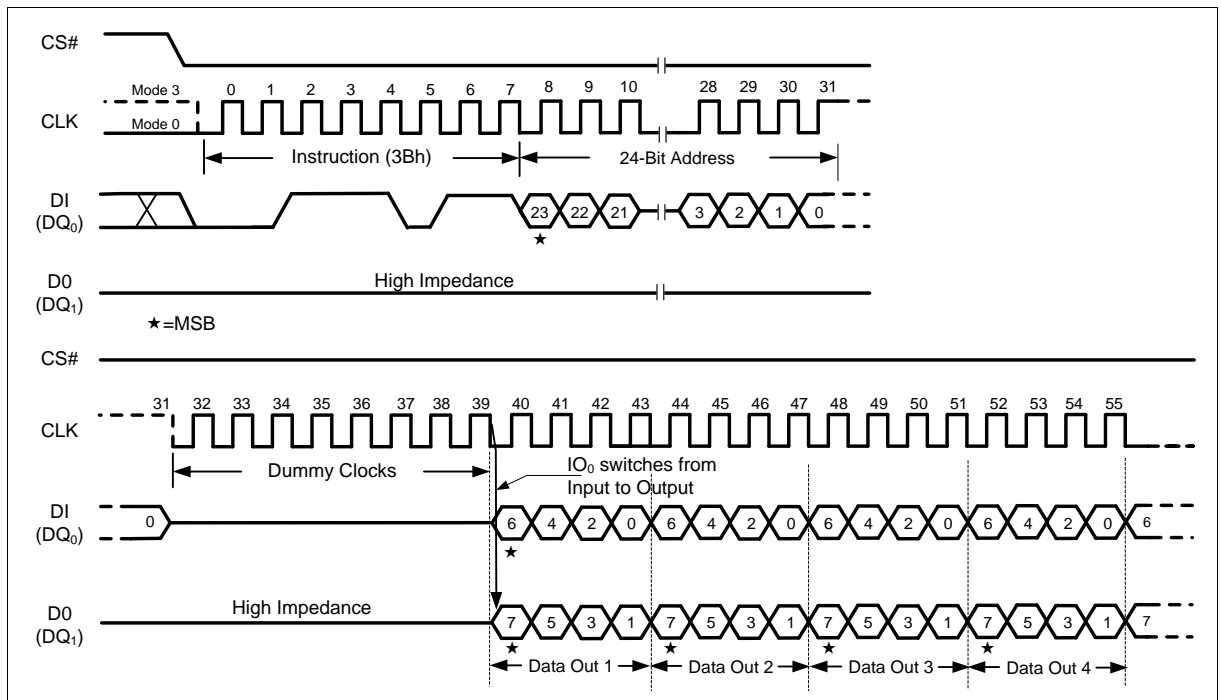 CS#
Mode 3 0 1 2 3 4 5 6 7 8 9 10 28 29 30 31
CLK Mode 0
Instruction (3Bh) 24-Bit Address
DI
(DQ0) 23 22 21 3 2 1 0
★
D0
(DQ1) High Impedance
★=MSB
CS#
31 32 33 34 35 36 37 38 39 40 41 42 43 44 45 46 47 48 49 50 51 52 53 54 55
CLK
Dummy Clocks
IO0 switches from
Input to Output
DI
(DQ0) 0 6 4 2 0 6 4 2 0 6 4 2 0 6 4 2 0 6
★
D0
(DQ1) High Impedance 7 5 3 1 7 5 3 1 7 5 3 1 7 5 3 1 7
★ ★ ★ ★
Data Out 1 Data Out 2 Data Out 3 Data Out 4